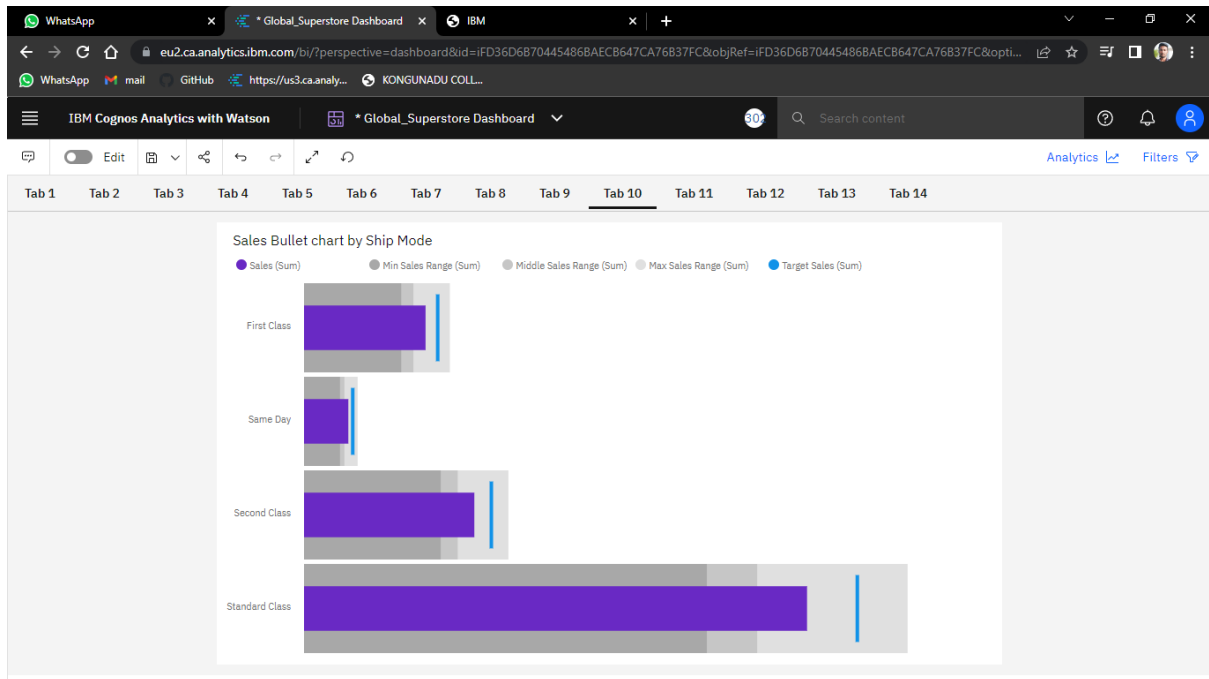 WhatsApp
* Global_Superstore Dashboard
IBM
eu2.ca.analytics.ibm.com/bi/?perspective=dashboard&id=iFD36D6B70445486BAECB647CA76B37FC&objRef=iFD36D6B70445486BAECB647CA76B37FC&opti...
WhatsApp mail GitHub https://us3.ca.analy... KONGUNADU COLL...
IBM Cognos Analytics with Watson * Global_Superstore Dashboard 302 Search content
Edit Analytics Filters
Tab 1 Tab 2 Tab 3 Tab 4 Tab 5 Tab 6 Tab 7 Tab 8 Tab 9 Tab 10 Tab 11 Tab 12 Tab 13 Tab 14
Sales Bullet chart by Ship Mode
Sales (Sum) Min Sales Range (Sum) Middle Sales Range (Sum) Max Sales Range (Sum) Target Sales (Sum)
First Class
Same Day
Second Class
Standard Class